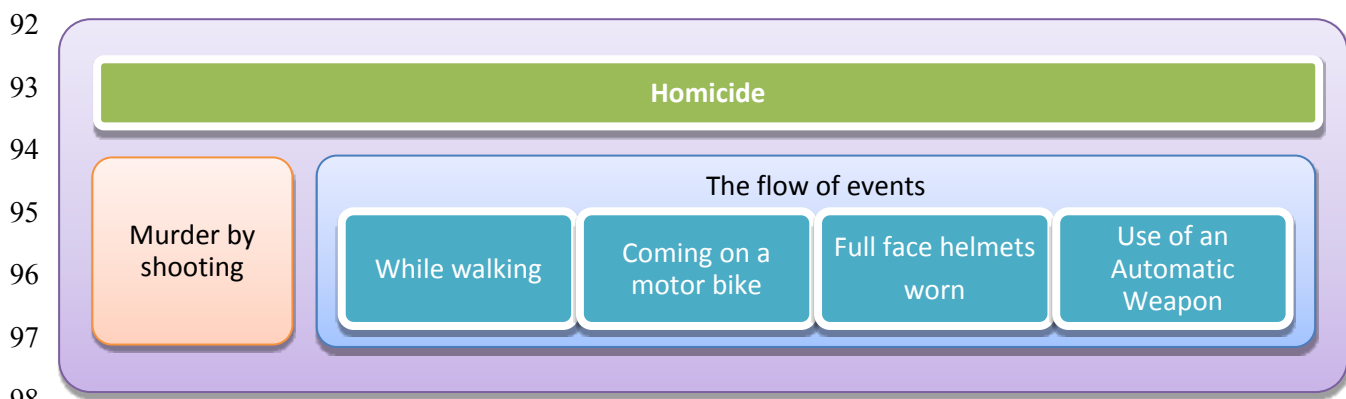 92
93
Homicide
94
The flow of events
95
Murder by
shooting
While walking
Coming on a
motor bike
Full face helmets
worn
Use of an
Automatic
Weapon
96
97
98